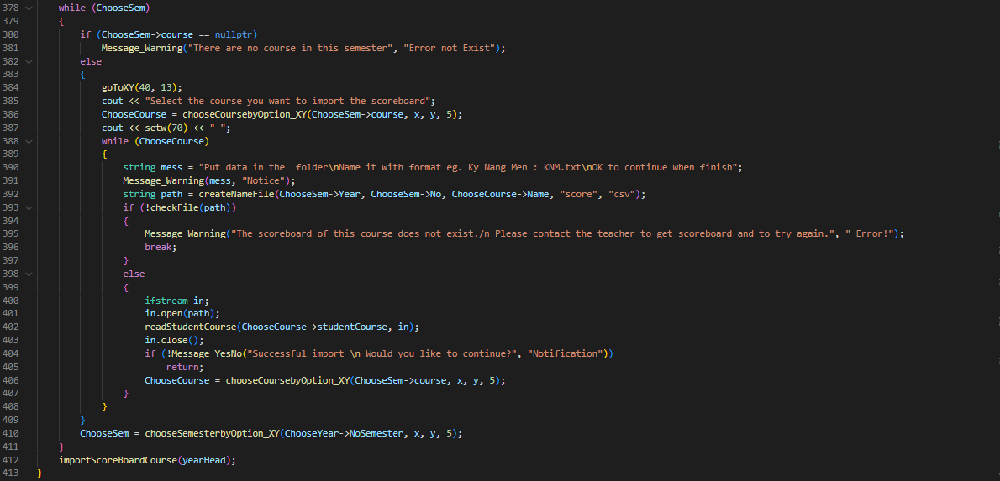 378 while (ChooseSem)
379 {
380 if (ChooseSem->course == nullptr)
381 Message_Warning("There are no course in this semester", "Error not Exist");
382 else
383 {
384 goToXY(40, 13);
385 cout << "Select the course you want to import the scoreboard";
386 ChooseCourse = chooseCoursebyOption_XY(ChooseSem->course, x, y, 5);
387 cout << setw(70) << " ";
388 while (ChooseCourse)
389 {
390 string mess = "Put data in the  folder\nName it with format eg. Ky Nang Men : KNM.txt\nOK to continue when finish";
391 Message_Warning(mess, "Notice");
392 string path = createNameFile(ChooseSem->Year, ChooseSem->No, ChooseCourse->Name, "score", "csv");
393 if (!checkFile(path))
394 {
395 Message_Warning("The scoreboard of this course does not exist./n Please contact the teacher to get scoreboard and to try again.", " Error!");
396 break;
397 }
398 else
399 {
400 ifstream in;
401 in.open(path);
402 readStudentCourse(ChooseCourse->studentCourse, in);
403 in.close();
404 if (!Message_YesNo("Successful import \n Would you like to continue?", "Notification"))
405 return;
406 ChooseCourse = chooseCoursebyOption_XY(ChooseSem->course, x, y, 5);
407 }
408 }
409 }
410 ChooseSem = chooseSemesterbyOption_XY(ChooseYear->NoSemester, x, y, 5);
411 }
412 importScoreBoardCourse(yearHead);
413 }